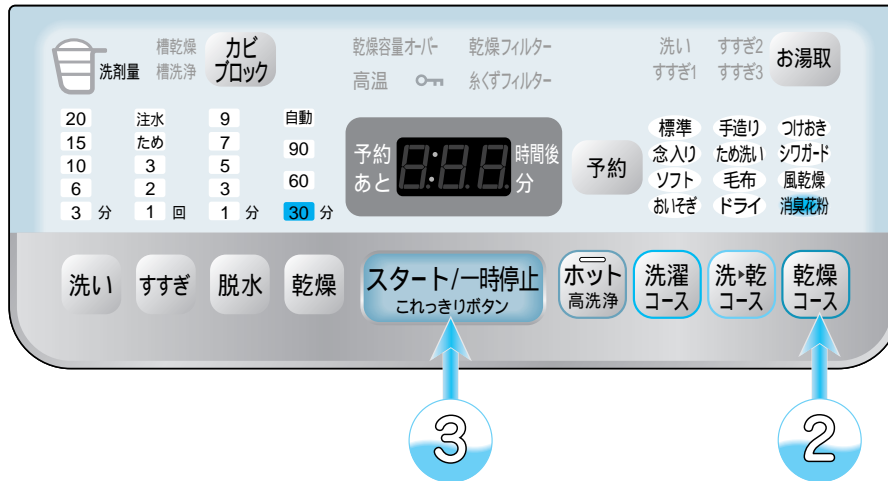 洗剤量
槽乾燥
槽洗浄
カビ
ブロック
乾燥容量オーバー
乾燥フィルター
高温
糸くずフィルター
洗い
すすぎ2
すすぎ1
すすぎ3
お湯取
20
15
10
6
3 分
注水
ため
3
2
1 回
9
7
5
3
1 分
自動
90
60
30 分
予約
あと
8:88
時間後
分
予約
標準 手造り つけおき
念入り ため洗い シワガード
ソフト 毛布 風乾燥
おいそぎ ドライ 消臭花粉
洗い
すすぎ
脱水
乾燥
スタート/一時停止
これっきりボタン
ホット
高洗浄
洗濯
コース
洗▸乾
コース
乾燥
コース
3
2